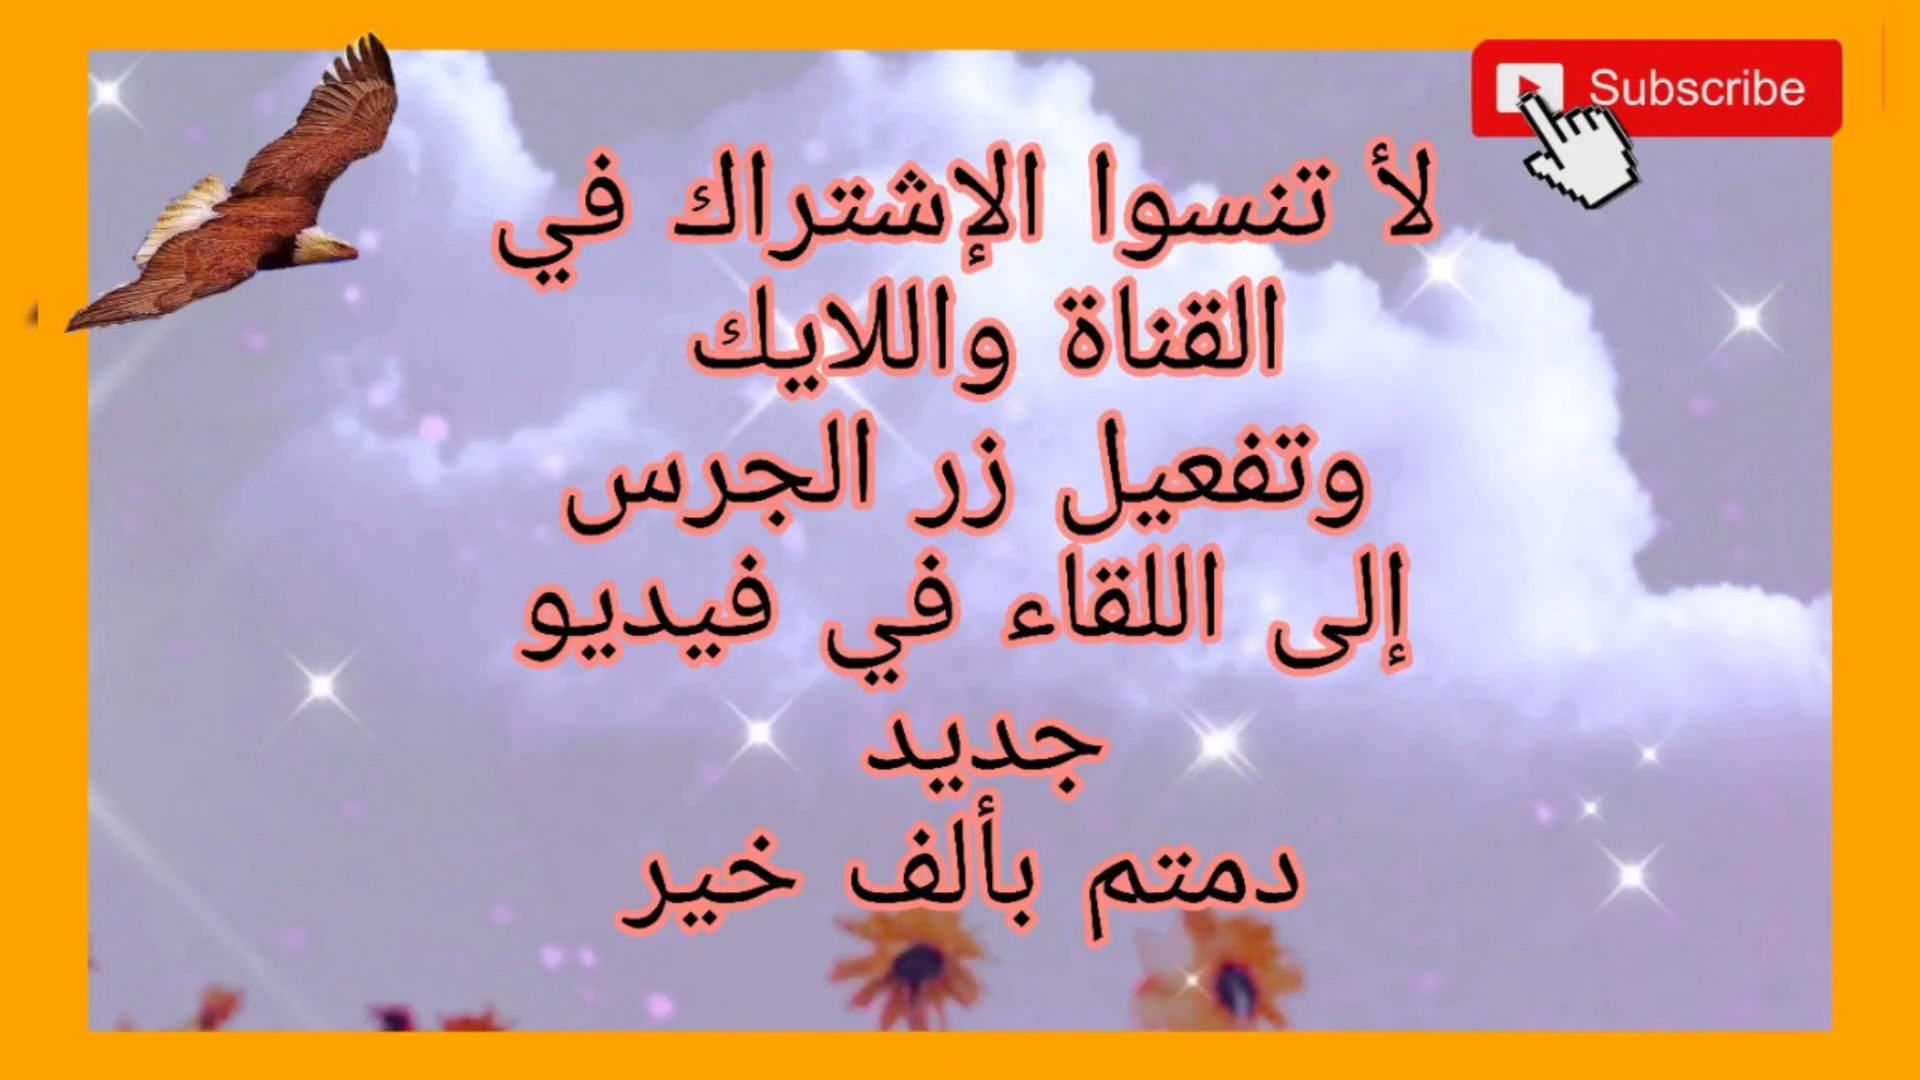 Subscribe
لأ تنسوا الإشتراك في
القناة واللايك
وتفعيل زر الجرس
إلى اللقاء في فيديو
جديد
دمتم بألف خير